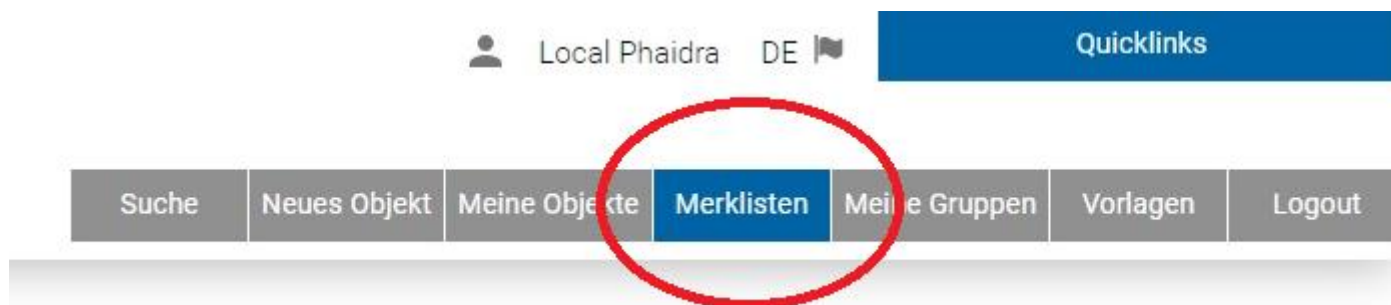 Local Phaidra DE Quicklinks
Suche Neues Objekt Meine Objekte Merklisten Meine Gruppen Vorlagen Logout